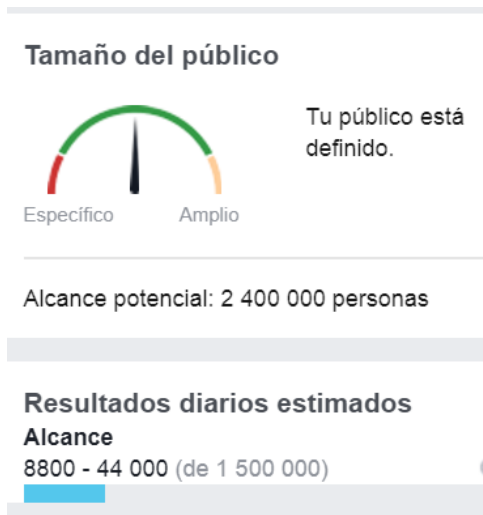 Tamaño del público
Tu público está
definido.
Específico Amplio
Alcance potencial: 2 400 000 personas
Resultados diarios estimados
Alcance
8800 - 44 000 (de 1 500 000)